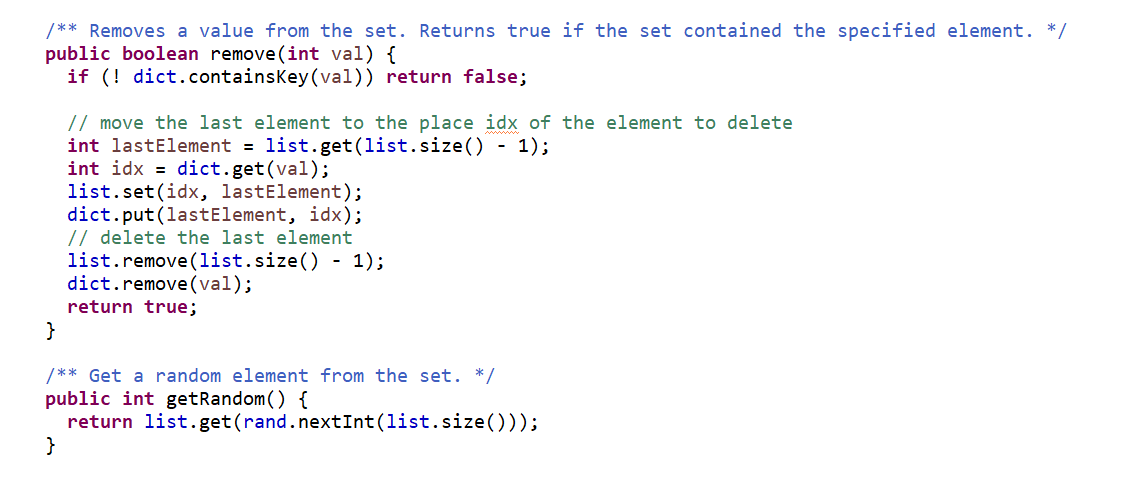 /** Removes a value from the set. Returns true if the set contained the specified element. */
public boolean remove(int val) {
  if (! dict.containsKey(val)) return false;

  // move the last element to the place idx of the element to delete
  int lastElement = list.get(list.size() - 1);
  int idx = dict.get(val);
  list.set(idx, lastElement);
  dict.put(lastElement, idx);
  // delete the last element
  list.remove(list.size() - 1);
  dict.remove(val);
  return true;
}

/** Get a random element from the set. */
public int getRandom() {
  return list.get(rand.nextInt(list.size()));
}